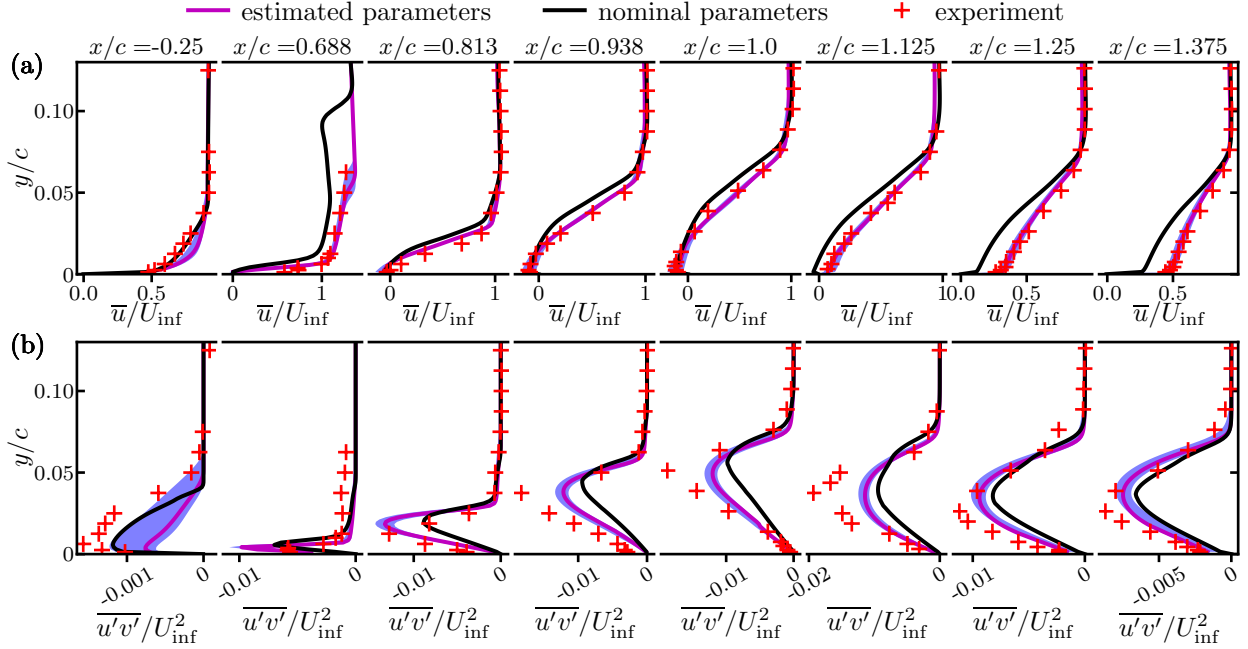 estimated parameters nominal parameters experiment
x/c =-0.25 x/c =0.688 x/c =0.813 x/c =0.938 x/c =1.0 x/c =1.125 x/c =1.25 x/c =1.375
(a)
0.10
y/c
0.05
0
0.0 0.5 0 1 0 1 0 1 0 1 0 1 0.0 0.5 0.0 0.5
u̅/U_inf u̅/U_inf u̅/U_inf u̅/U_inf u̅/U_inf u̅/U_inf u̅/U_inf u̅/U_inf
(b)
0.10
y/c
0.05
0
-0.001 0 -0.01 0 -0.01 0 -0.01 0 -0.01 0 -0.02 0 -0.01 0 -0.005 0
u'v'/U²_inf u'v'/U²_inf u'v'/U²_inf u'v'/U²_inf u'v'/U²_inf u'v'/U²_inf u'v'/U²_inf u'v'/U²_inf